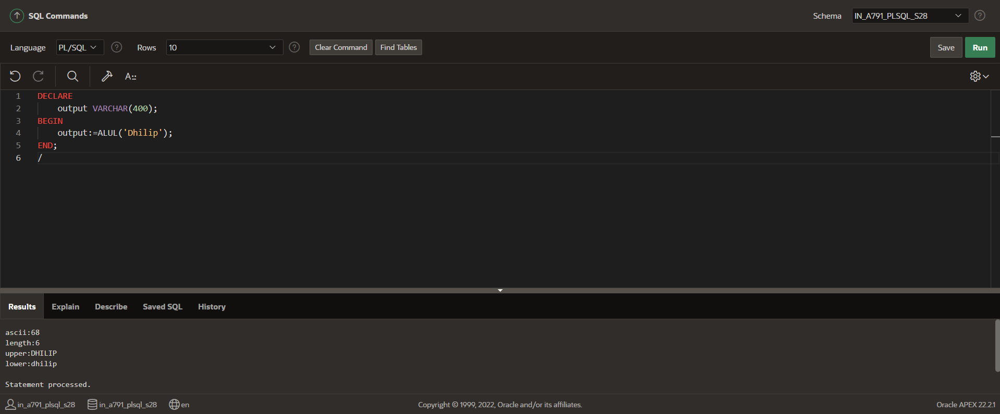 SQL Commands
Schema IN_A791_PLSQL_S28 ?
Language PL/SQL ? Rows 10 ? Clear Command Find Tables Save Run
A::
1 DECLARE
2 output VARCHAR(400);
3 BEGIN
4 output:=ALUL('Dhilip');
5 END;
6 /
Results Explain Describe Saved SQL History
ascii:68
length:6
upper:DHILIP
lower:dhilip
Statement processed.
in_a791_plsql_s28 in_a791_plsql_s28 en Copyright © 1999, 2022, Oracle and/or its affiliates. Oracle APEX 22.2.1